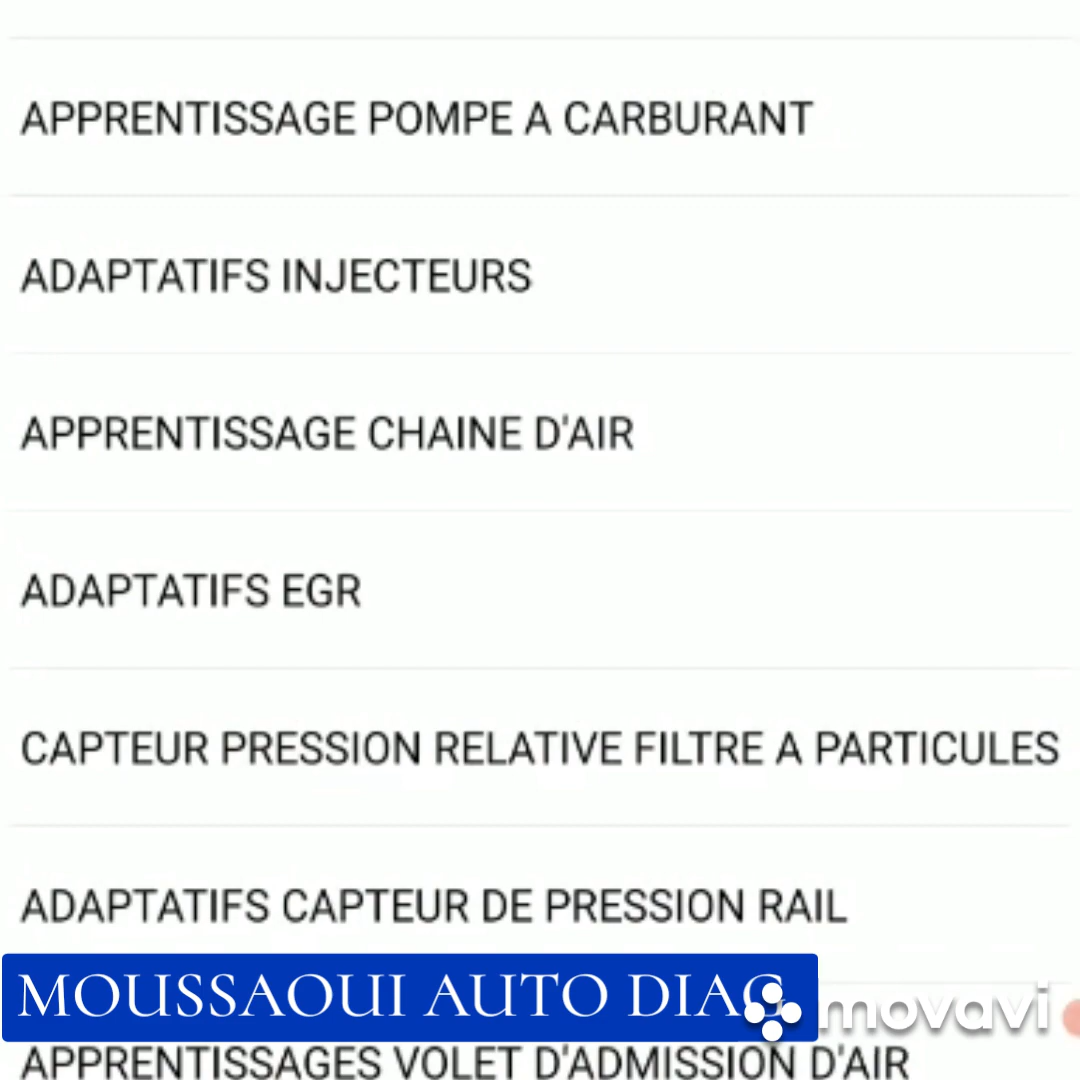 APPRENTISSAGE POMPE A CARBURANT
ADAPTATIFS INJECTEURS
APPRENTISSAGE CHAINE D'AIR
ADAPTATIFS EGR
CAPTEUR PRESSION RELATIVE FILTRE A PARTICULES
ADAPTATIFS CAPTEUR DE PRESSION RAIL
MOUSSAOUI AUTO DIAG
movavi
APPRENTISSAGES VOLET D'ADMISSION D'AIR